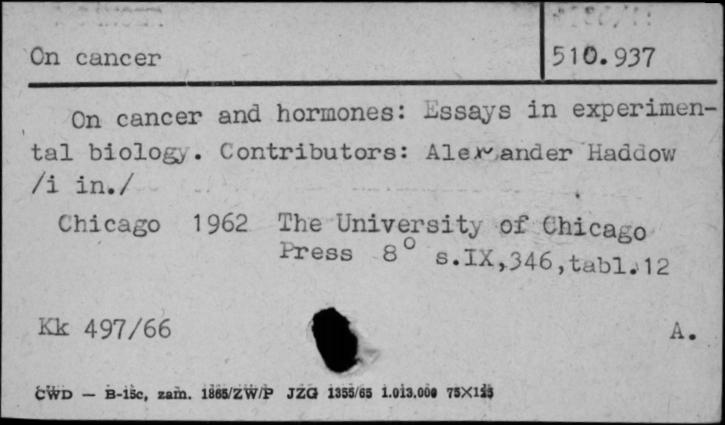 On cancer
510.937
On cancer and hormones: Essays in experimen-
tal biology. Contributors: Alexander Haddow
/i in./
Chicago 1962 The University of Chicago
Press 8° s.IX,346,tabl.12
Kk 497/66
A.
CWD — B-15c, zam. 1865/ZW/P JZG 1355/65 1.013.000 75X125